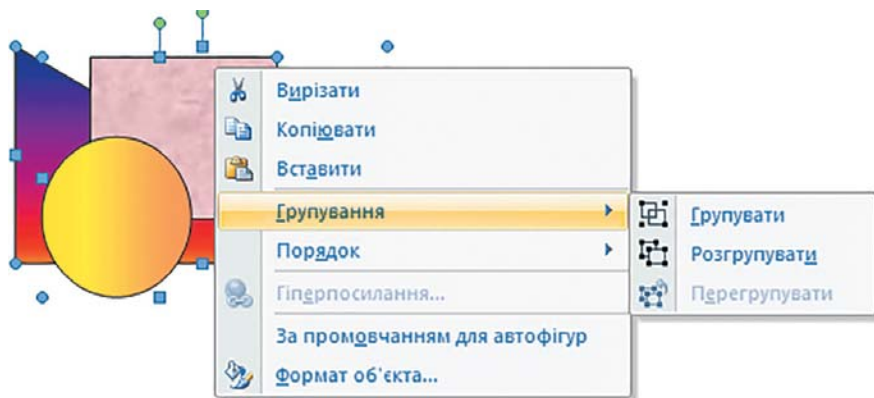 Вирізати
Копіювати
Вставити
Групування
Порядок
Гіперпосилання...
За промовчанням для автофігур
Формат об'єкта...
Групувати
Розгрупувати
Перегрупувати